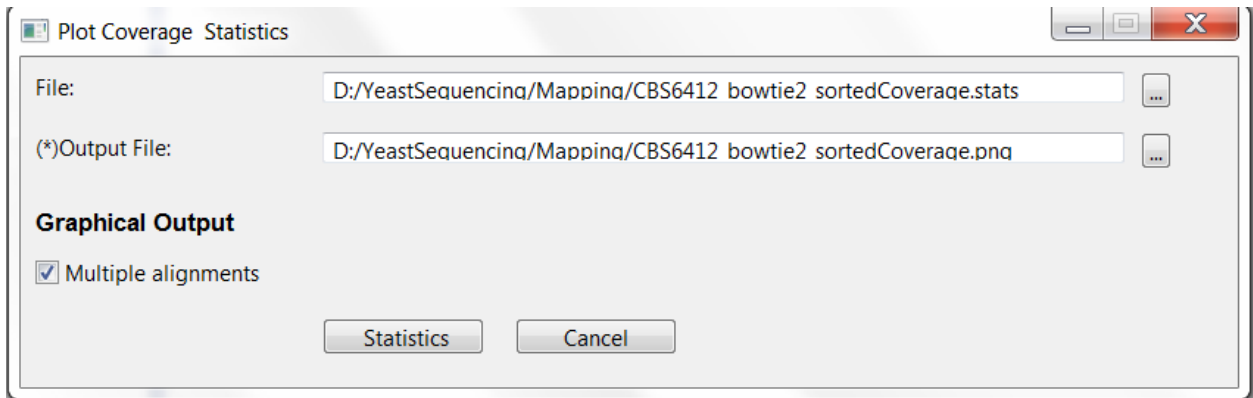 Plot Coverage  Statistics
File: D:/YeastSequencing/Mapping/CBS6412_bowtie2_sortedCoverage.stats ...
(*)Output File: D:/YeastSequencing/Mapping/CBS6412_bowtie2_sortedCoverage.png ...
Graphical Output
Multiple alignments
Statistics Cancel